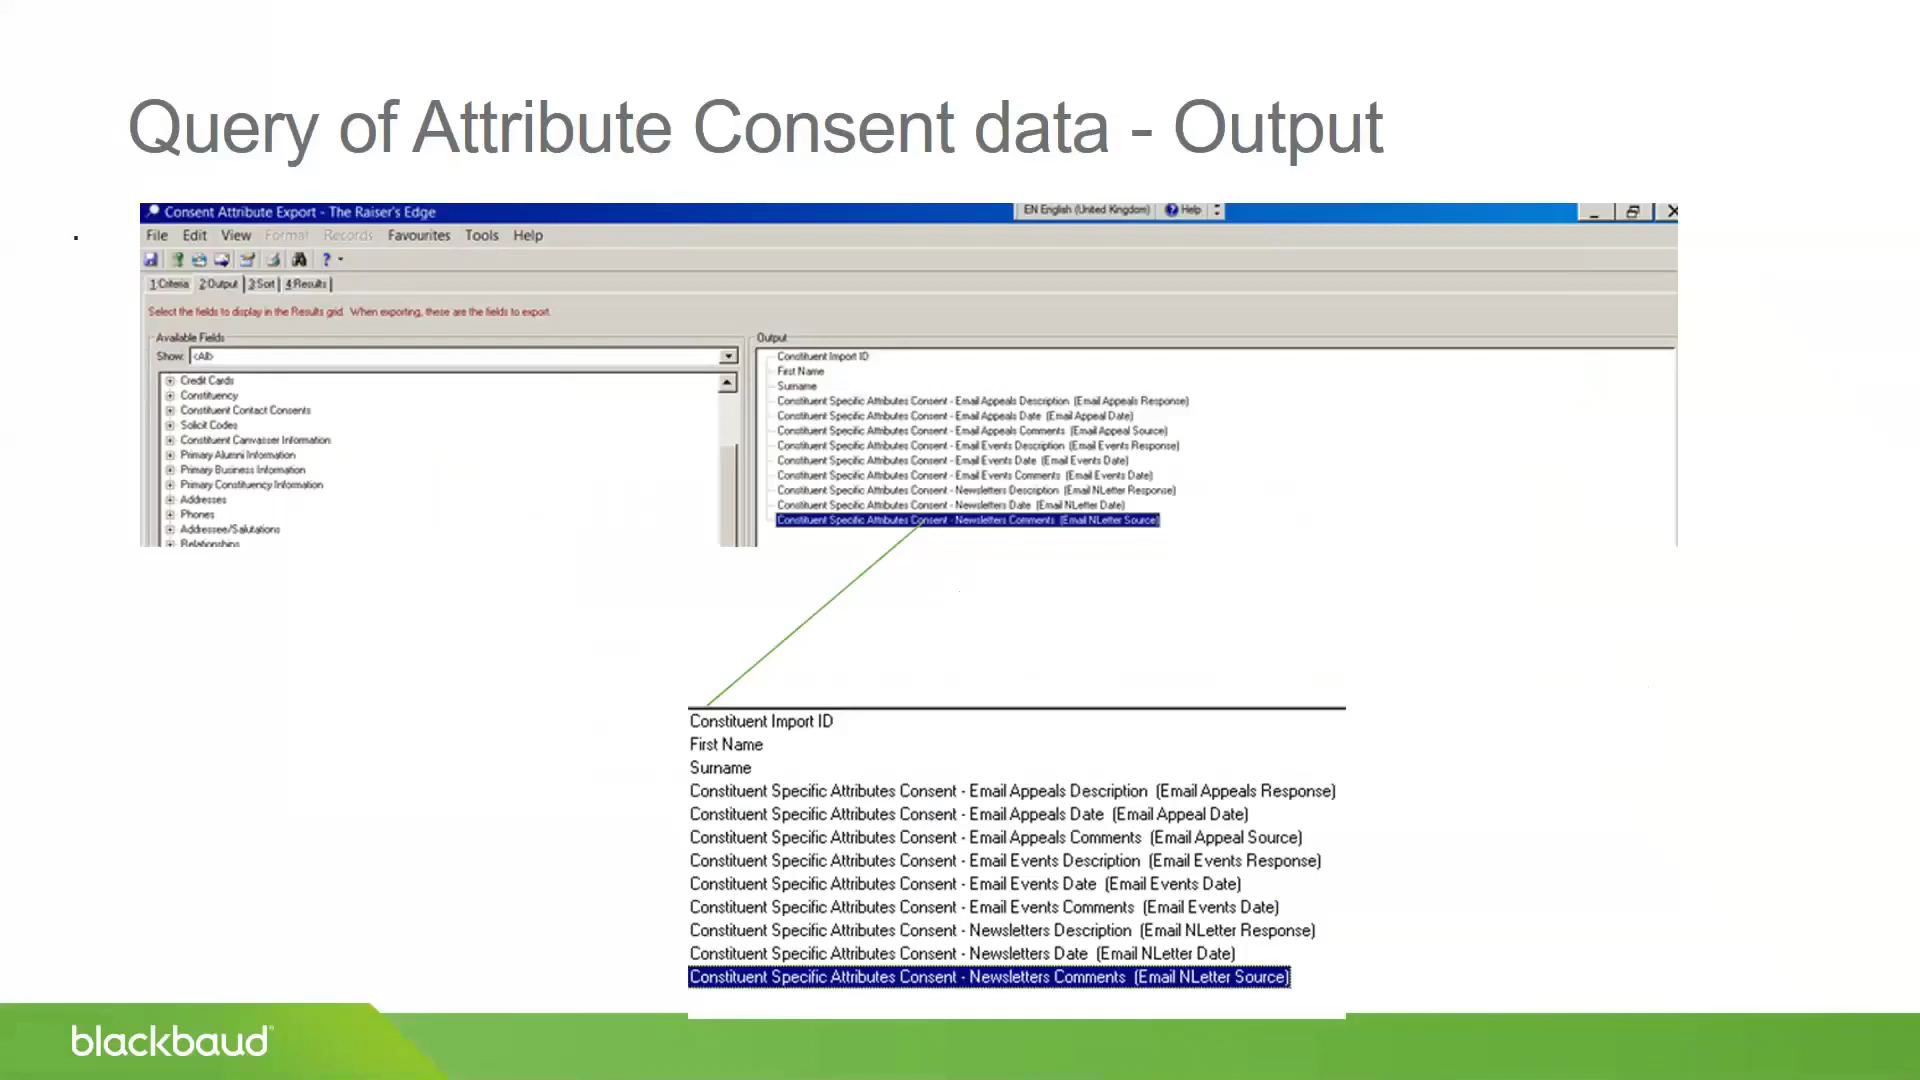 Query of Attribute Consent data - Output
.
Consent Attribute Export - The Raiser's Edge
EN English (United Kingdom) Help
File Edit View Format Records Favourites Tools Help
1:Criteria 2:Output 3:Sort 4:Results
Select the fields to display in the Results grid. When exporting, these are the fields to export.
Available Fields
Show: <All>
Credit Cards
Constituency
Constituent Contact Consents
Solicit Codes
Constituent Canvasser Information
Primary Alumni Information
Primary Business Information
Primary Constituency Information
Addresses
Phones
Addressee/Salutations
Relationships
Output
Constituent Import ID
First Name
Surname
Constituent Specific Attributes Consent - Email Appeals Description (Email Appeals Response)
Constituent Specific Attributes Consent - Email Appeals Date (Email Appeal Date)
Constituent Specific Attributes Consent - Email Appeals Comments (Email Appeal Source)
Constituent Specific Attributes Consent - Email Events Description (Email Events Response)
Constituent Specific Attributes Consent - Email Events Date (Email Events Date)
Constituent Specific Attributes Consent - Email Events Comments (Email Events Date)
Constituent Specific Attributes Consent - Newsletters Description (Email NLetter Response)
Constituent Specific Attributes Consent - Newsletters Date (Email NLetter Date)
Constituent Specific Attributes Consent - Newsletters Comments (Email NLetter Source)
Constituent Import ID
First Name
Surname
Constituent Specific Attributes Consent - Email Appeals Description (Email Appeals Response)
Constituent Specific Attributes Consent - Email Appeals Date (Email Appeal Date)
Constituent Specific Attributes Consent - Email Appeals Comments (Email Appeal Source)
Constituent Specific Attributes Consent - Email Events Description (Email Events Response)
Constituent Specific Attributes Consent - Email Events Date (Email Events Date)
Constituent Specific Attributes Consent - Email Events Comments (Email Events Date)
Constituent Specific Attributes Consent - Newsletters Description (Email NLetter Response)
Constituent Specific Attributes Consent - Newsletters Date (Email NLetter Date)
Constituent Specific Attributes Consent - Newsletters Comments (Email NLetter Source)
blackbaud